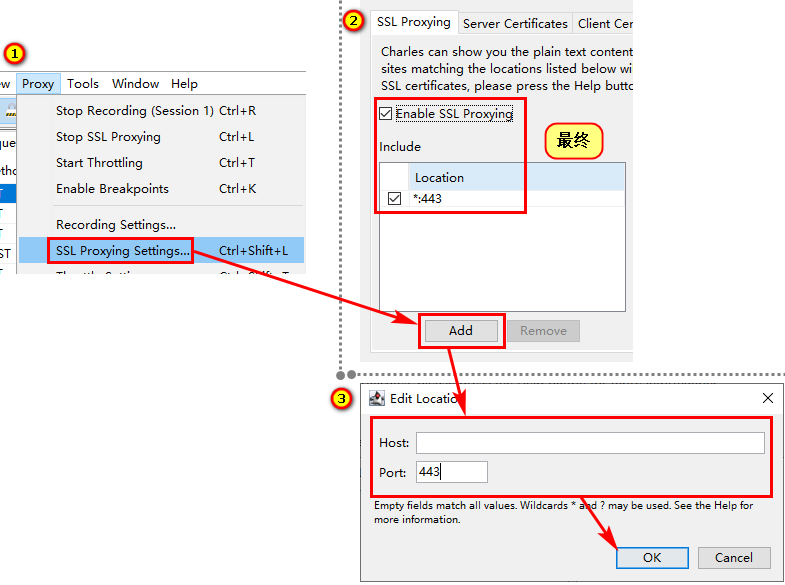 1
ew Proxy Tools Window Help
Stop Recording (Session 1) Ctrl+R
Stop SSL Proxying Ctrl+L
Start Throttling Ctrl+T
Enable Breakpoints Ctrl+K
Recording Settings...
SSL Proxying Settings... Ctrl+Shift+L
2
SSL Proxying Server Certificates Client Cer
Charles can show you the plain text content
sites matching the locations listed below wi
SSL certificates, please press the Help butto
Enable SSL Proxying
最终
Include
Location
*:443
Add Remove
3
Edit Location
Host:
Port: 443
Empty fields match all values. Wildcards * and ? may be used. See the Help for
more information.
OK Cancel